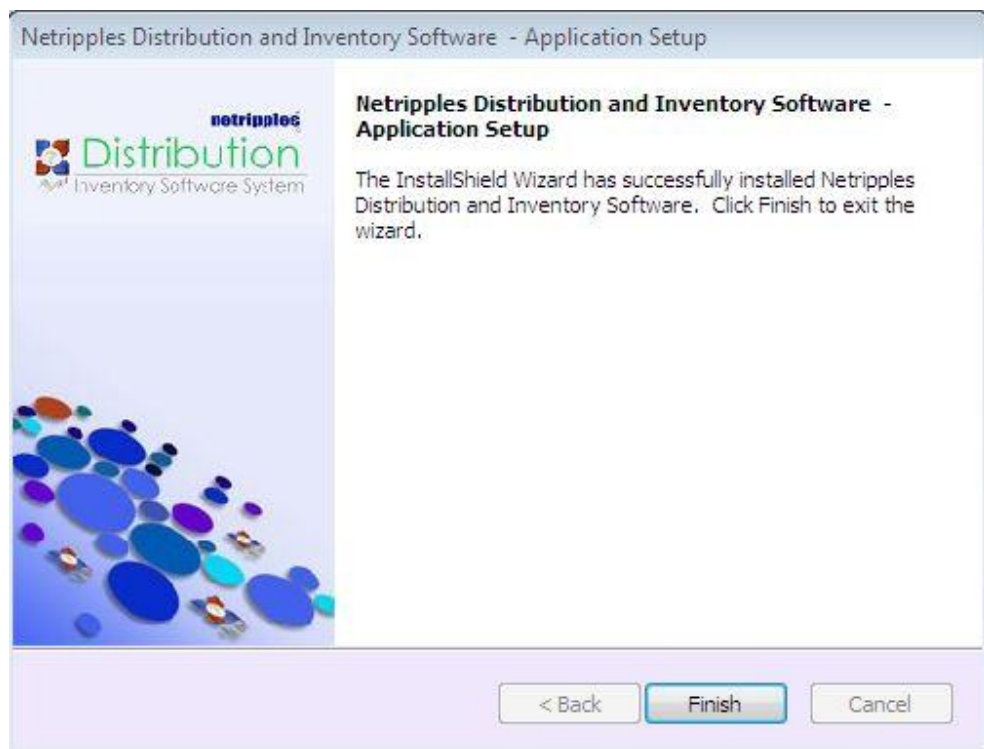 Netripples Distribution and Inventory Software - Application Setup
netripples
Distribution
Inventory Software System
Netripples Distribution and Inventory Software -
Application Setup
The InstallShield Wizard has successfully installed Netripples
Distribution and Inventory Software. Click Finish to exit the
wizard.
< Back
Finish
Cancel